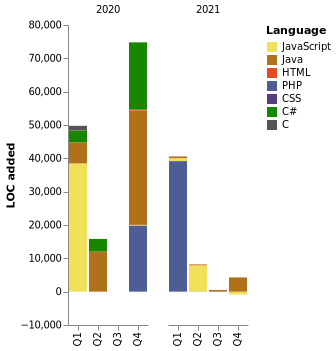 2020 2021
Language
JavaScript
Java
HTML
PHP
CSS
C#
C
LOC added
80,000
70,000
60,000
50,000
40,000
30,000
20,000
10,000
0
−10,000
Q1 Q2 Q3 Q4 Q1 Q2 Q3 Q4